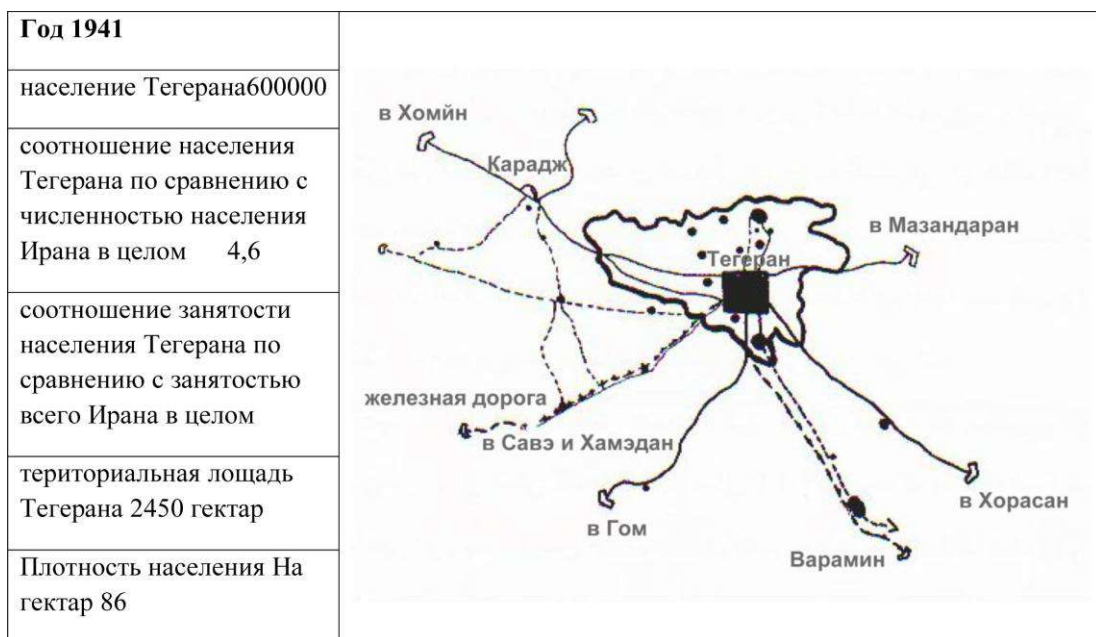 Год 1941
население Тегерана600000
соотношение населения
Тегерана по сравнению с
численностью населения
Ирана в целом 4,6
соотношение занятости
населения Тегерана по
сравнению с занятостью
всего Ирана в целом
териториальная лощадь
Тегерана 2450 гектар
Плотность населения На
гектар 86
в Хомйн
Карадж
в Мазандаран
Тегеран
железная дорога
в Савэ и Хамэдан
в Гом
в Хорасан
Варамин